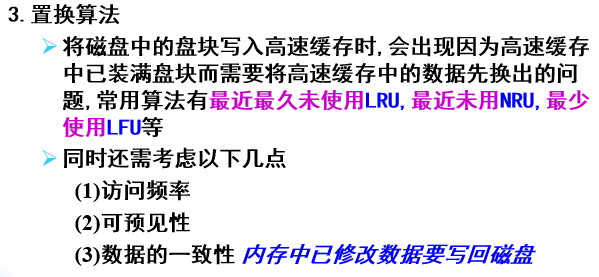 3. 置换算法
将磁盘中的盘块写入高速缓存时, 会出现因为高速缓存
中已装满盘块而需要将高速缓存中的数据先换出的问
题, 常用算法有最近最久未使用LRU, 最近未用NRU, 最少
使用LFU等
同时还需考虑以下几点
(1)访问频率
(2)可预见性
(3)数据的一致性 内存中已修改数据要写回磁盘